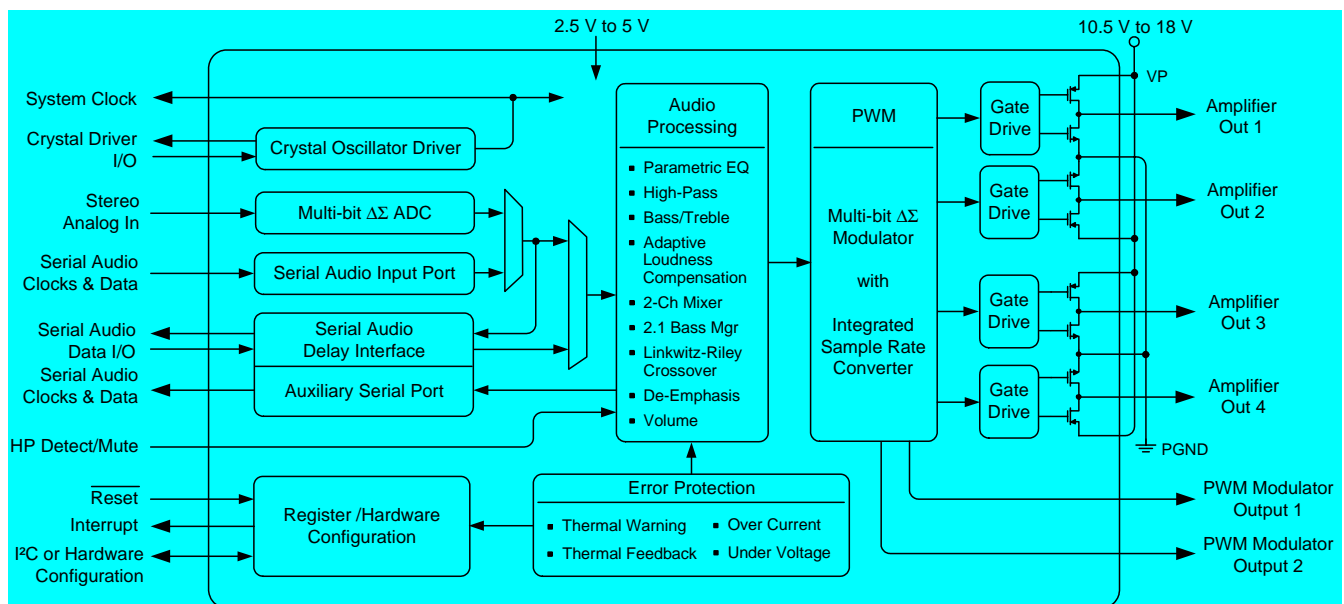 2.5 V to 5 V
10.5 V to 18 V
VP
System Clock
Crystal Driver
I/O
Crystal Oscillator Driver
Stereo
Analog In
Multi-bit ΔΣ ADC
Serial Audio
Clocks & Data
Serial Audio Input Port
Serial Audio
Data I/O
Serial Audio
Delay Interface
Serial Audio
Clocks & Data
Auxiliary Serial Port
HP Detect/Mute
Reset
Interrupt
I²C or Hardware
Configuration
Register /Hardware
Configuration
Audio
Processing
▪ Parametric EQ
▪ High-Pass
▪ Bass/Treble
▪ Adaptive
Loudness
Compensation
▪ 2-Ch Mixer
▪ 2.1 Bass Mgr
▪ Linkwitz-Riley
Crossover
▪ De-Emphasis
▪ Volume
Error Protection
▪ Thermal Warning
▪ Over Current
▪ Thermal Feedback
▪ Under Voltage
PWM
Multi-bit ΔΣ
Modulator
with
Integrated
Sample Rate
Converter
Gate
Drive
Gate
Drive
Gate
Drive
Gate
Drive
Amplifier
Out 1
Amplifier
Out 2
Amplifier
Out 3
Amplifier
Out 4
PGND
PWM Modulator
Output 1
PWM Modulator
Output 2